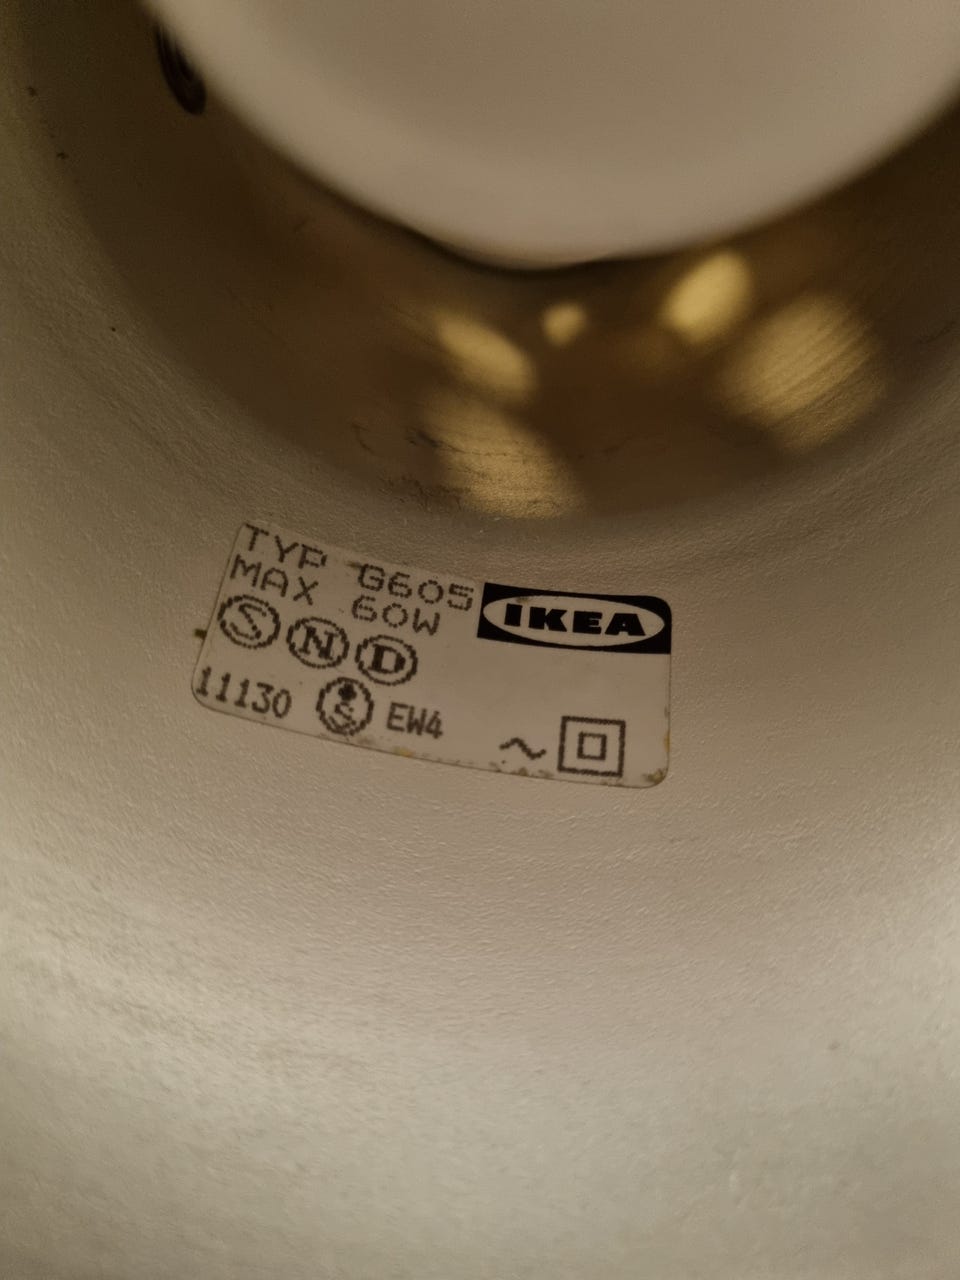 TYP G605
MAX 60W
IKEA
S N D
11130 S EW4
~